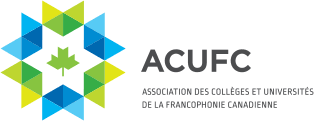 ACUFC
ASSOCIATION DES COLLÈGES ET UNIVERSITÉS
DE LA FRANCOPHONIE CANADIENNE